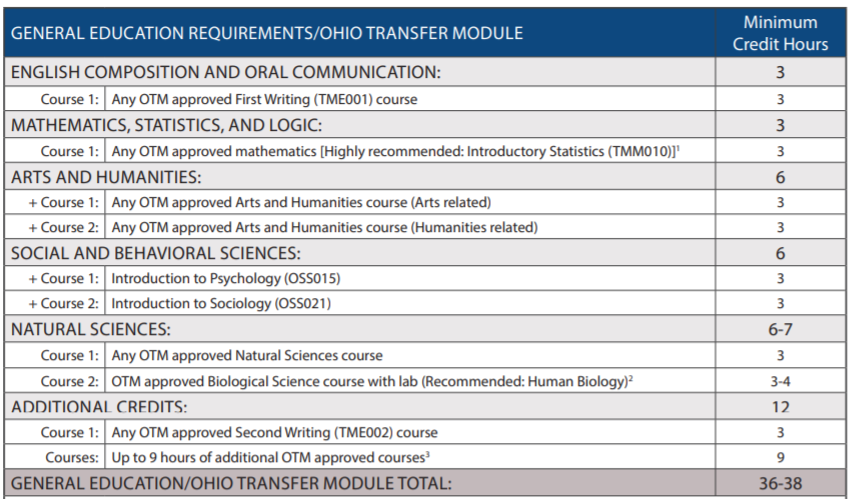 GENERAL EDUCATION REQUIREMENTS/OHIO TRANSFER MODULE Minimum Credit Hours
ENGLISH COMPOSITION AND ORAL COMMUNICATION: 3
Course 1: Any OTM approved First Writing (TME001) course 3
MATHEMATICS, STATISTICS, AND LOGIC: 3
Course 1: Any OTM approved mathematics [Highly recommended: Introductory Statistics (TMM010)]¹ 3
ARTS AND HUMANITIES: 6
+ Course 1: Any OTM approved Arts and Humanities course (Arts related) 3
+ Course 2: Any OTM approved Arts and Humanities course (Humanities related) 3
SOCIAL AND BEHAVIORAL SCIENCES: 6
+ Course 1: Introduction to Psychology (OSS015) 3
+ Course 2: Introduction to Sociology (OSS021) 3
NATURAL SCIENCES: 6-7
Course 1: Any OTM approved Natural Sciences course 3
Course 2: OTM approved Biological Science course with lab (Recommended: Human Biology)² 3-4
ADDITIONAL CREDITS: 12
Course 1: Any OTM approved Second Writing (TME002) course 3
Courses: Up to 9 hours of additional OTM approved courses³ 9
GENERAL EDUCATION/OHIO TRANSFER MODULE TOTAL: 36-38